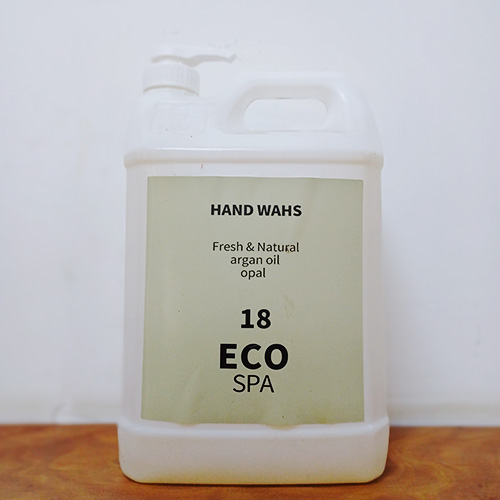 HAND WAHS
Fresh & Natural
argan oil
opal
18
ECO
SPA